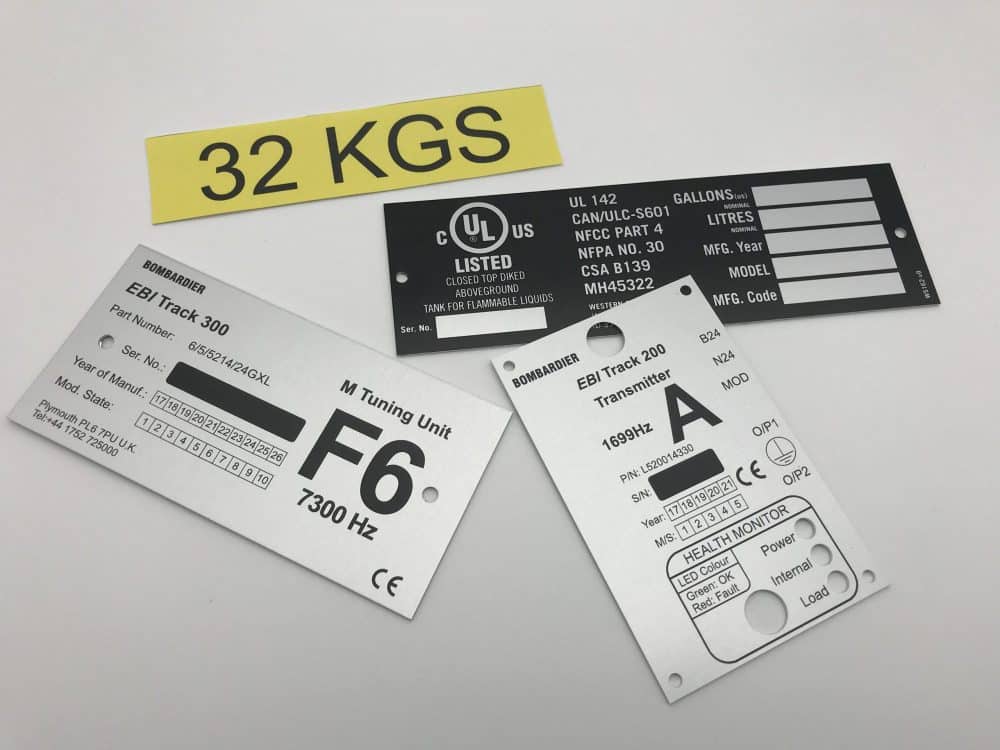 32 KGS
C UL US
LISTED
CLOSED TOP DIKED
ABOVEGROUND
TANK FOR FLAMMABLE LIQUIDS
Ser. No.
UL 142
CAN/ULC-S601
NFCC PART 4
NFPA NO. 30
CSA B139
MH45322
WESTERN
GALLONS (us)
NOMINAL
LITRES
NOMINAL
MFG. Year
MODEL
MFG. Code
BOMBARDIER
EBI Track 300
Part Number: 6/5/5214/24GXL
Ser. No.:
Year of Manuf.: 17 18 19 20 21 22 23 24 25 26
Mod. State: 1 2 3 4 5 6 7 8 9 10
Plymouth PL6 7PU U.K.
Tel:+44 1752 725000
M Tuning Unit
F6
7300 Hz
CE
BOMBARDIER
EBI Track 200
Transmitter
1699Hz
A
B24
N24
MOD
O/P1
O/P2
P/N: L520014330
S/N:
CE
Year: 17 18 19 20 21
M/S: 1 2 3 4 5
HEALTH MONITOR
LED Colour
Green: OK
Red: Fault
Power
Internal
Load